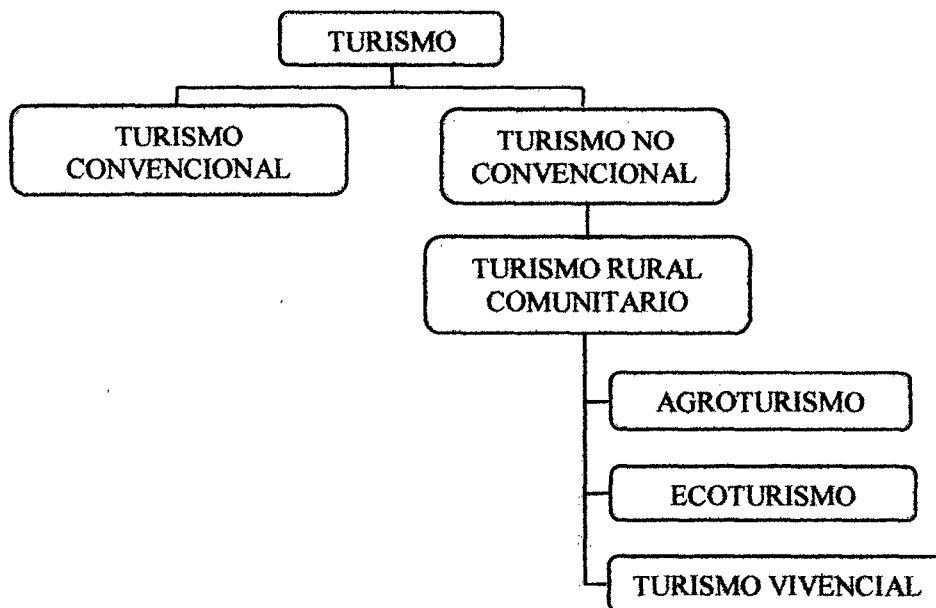 TURISMO
TURISMO
CONVENCIONAL
TURISMO NO
CONVENCIONAL
TURISMO RURAL
COMUNITARIO
AGROTURISMO
ECOTURISMO
TURISMO VIVENCIAL